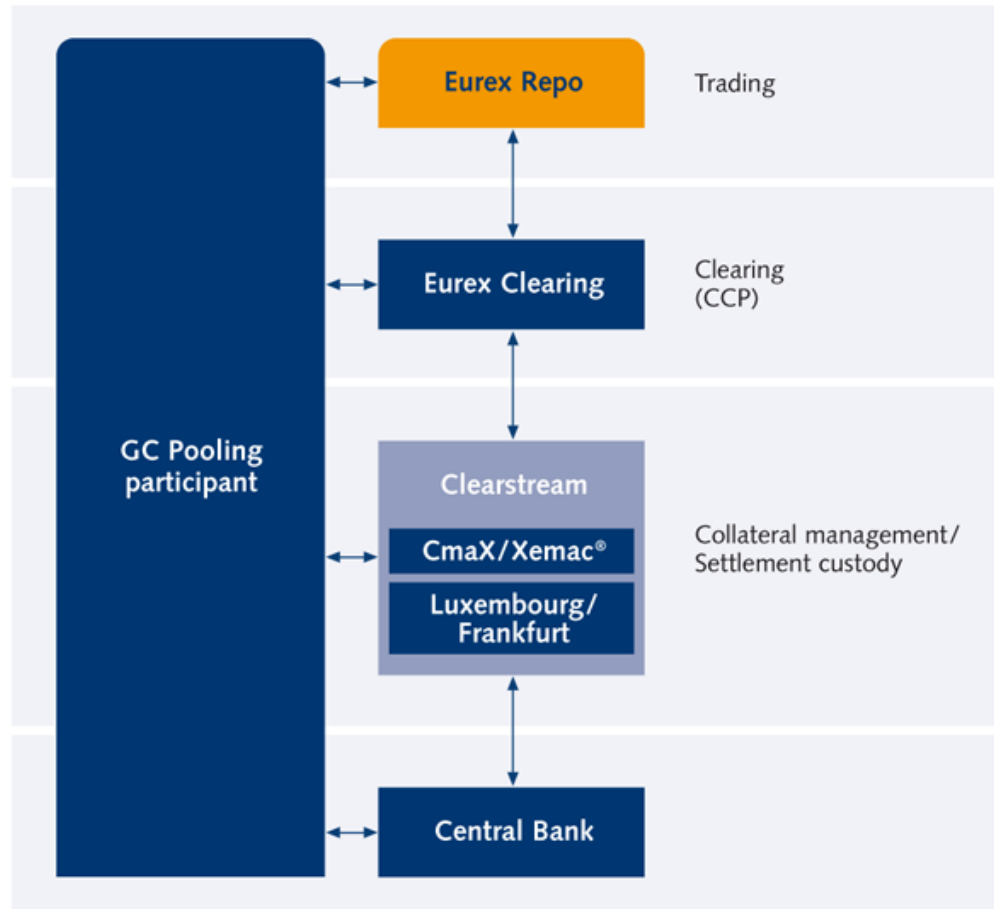 Eurex Repo
Trading
Eurex Clearing
Clearing
(CCP)
GC Pooling
participant
Clearstream
CmaX/Xemac®
Luxembourg/
Frankfurt
Collateral management/
Settlement custody
Central Bank